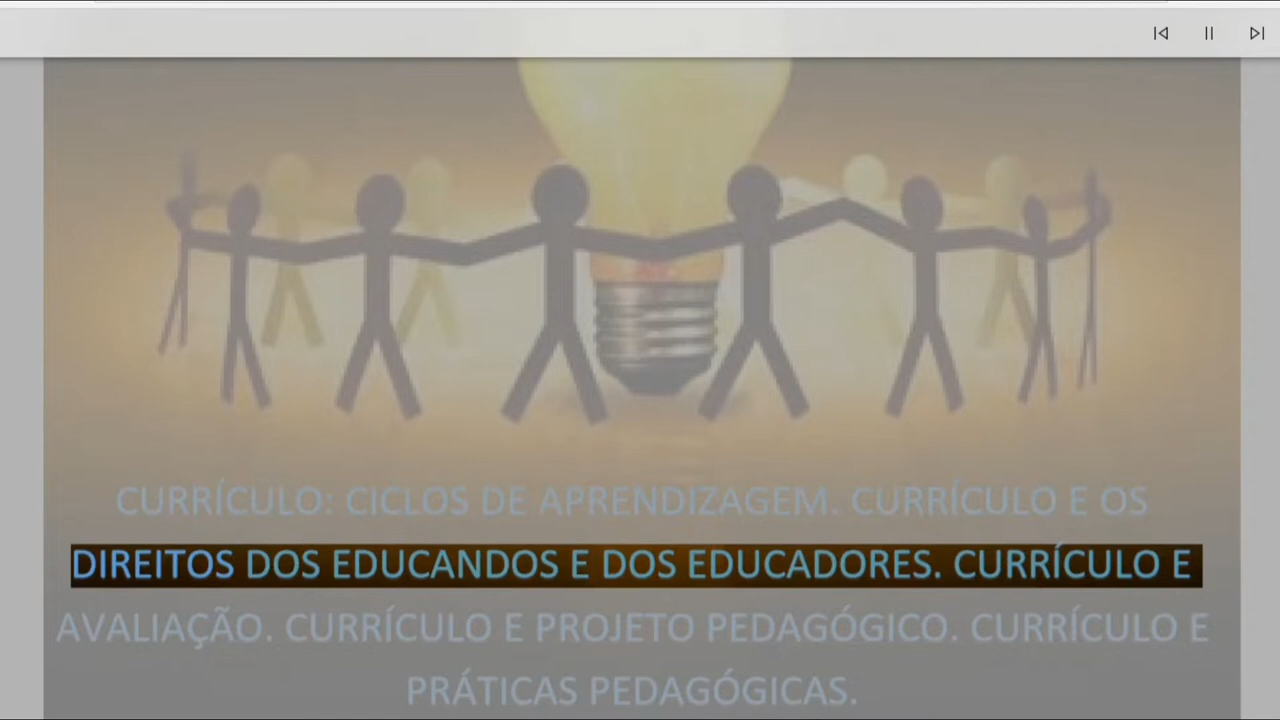 CURRÍCULO: CICLOS DE APRENDIZAGEM. CURRÍCULO E OS
DIREITOS DOS EDUCANDOS E DOS EDUCADORES. CURRÍCULO E
AVALIAÇÃO. CURRÍCULO E PROJETO PEDAGÓGICO. CURRÍCULO E
PRÁTICAS PEDAGÓGICAS.